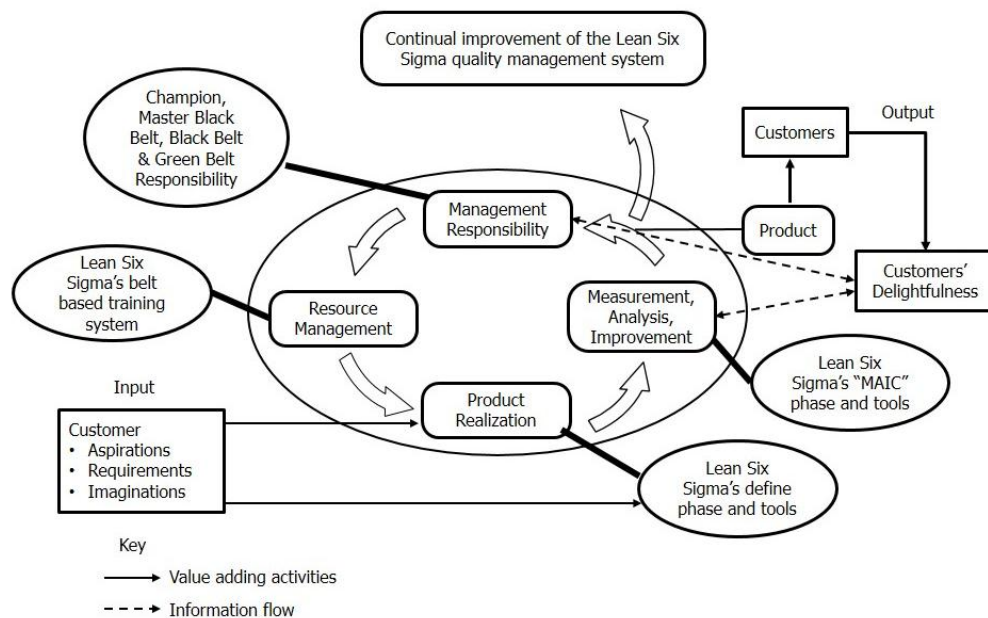 Continual improvement of the Lean Six
Sigma quality management system
Champion,
Master Black
Belt, Black Belt
& Green Belt
Responsibility
Output
Customers
Management
Responsibility
Product
Lean Six
Sigma’s belt
based training
system
Resource
Management
Measurement,
Analysis,
Improvement
Customers’
Delightfulness
Lean Six
Sigma’s “MAIC”
phase and tools
Input
Product
Realization
Customer
• Aspirations
• Requirements
• Imaginations
Lean Six
Sigma’s define
phase and tools
Key
Value adding activities
Information flow